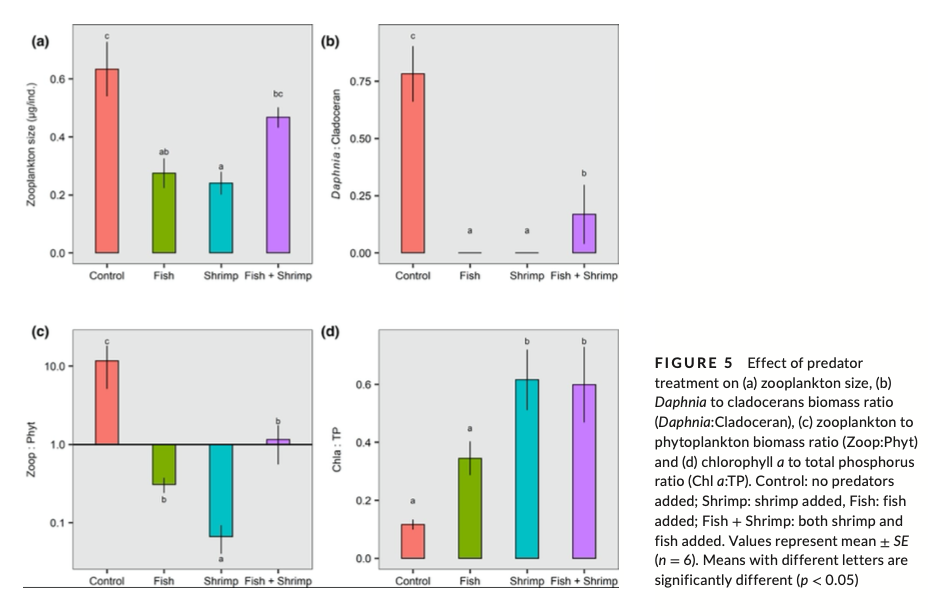 (a)
c
ab
a
bc
Zooplankton size (µg/ind.)
0.6
0.4
0.2
0.0
Control Fish Shrimp Fish + Shrimp
(b)
c
a
a
b
Daphnia : Cladoceran
0.75
0.50
0.25
0.00
Control Fish Shrimp Fish + Shrimp
(c)
c
b
a
b
Zoop : Phyt
10.0
1.0
0.1
Control Fish Shrimp Fish + Shrimp
(d)
a
a
b
b
Chla : TP
0.6
0.4
0.2
0.0
Control Fish Shrimp Fish + Shrimp
FIGURE 5 Effect of predator
treatment on (a) zooplankton size, (b)
Daphnia to cladocerans biomass ratio
(Daphnia:Cladoceran), (c) zooplankton to
phytoplankton biomass ratio (Zoop:Phyt)
and (d) chlorophyll a to total phosphorus
ratio (Chl a:TP). Control: no predators
added; Shrimp: shrimp added, Fish: fish
added; Fish + Shrimp: both shrimp and
fish added. Values represent mean ± SE
(n = 6). Means with different letters are
significantly different (p < 0.05)